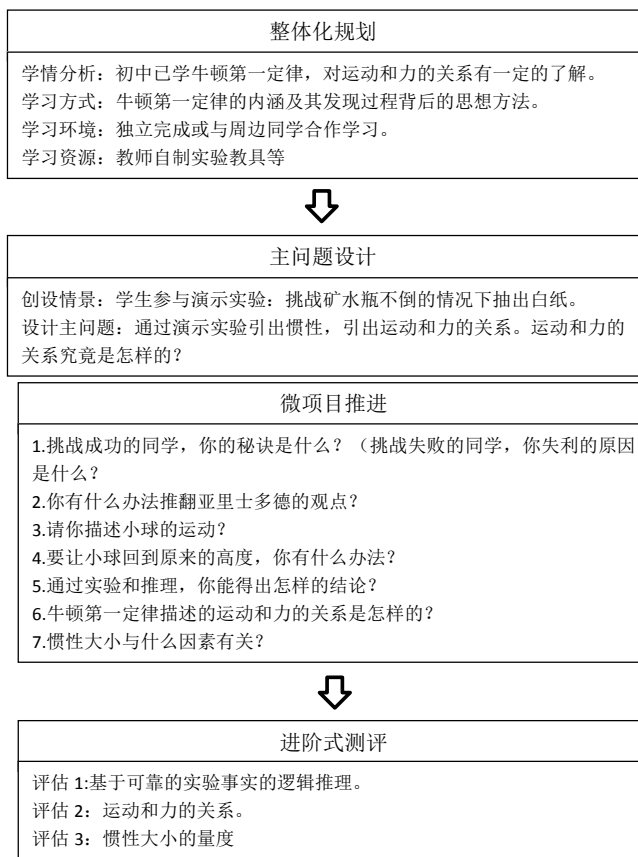 整体化规划
学情分析：初中已学牛顿第一定律，对运动和力的关系有一定的了解。
学习方式：牛顿第一定律的内涵及其发现过程背后的思想方法。
学习环境：独立完成或与周边同学合作学习。
学习资源：教师自制实验教具等
主问题设计
创设情景：学生参与演示实验：挑战矿水瓶不倒的情况下抽出白纸。
设计主问题：通过演示实验引出惯性，引出运动和力的关系。运动和力的
关系究竟是怎样的？
微项目推进
1.挑战成功的同学，你的秘诀是什么？（挑战失败的同学，你失利的原因
是什么？
2.你有什么办法推翻亚里士多德的观点？
3.请你描述小球的运动？
4.要让小球回到原来的高度，你有什么办法？
5.通过实验和推理，你能得出怎样的结论？
6.牛顿第一定律描述的运动和力的关系是怎样的？
7.惯性大小与什么因素有关？
进阶式测评
评估 1:基于可靠的实验事实的逻辑推理。
评估 2：运动和力的关系。
评估 3：惯性大小的量度